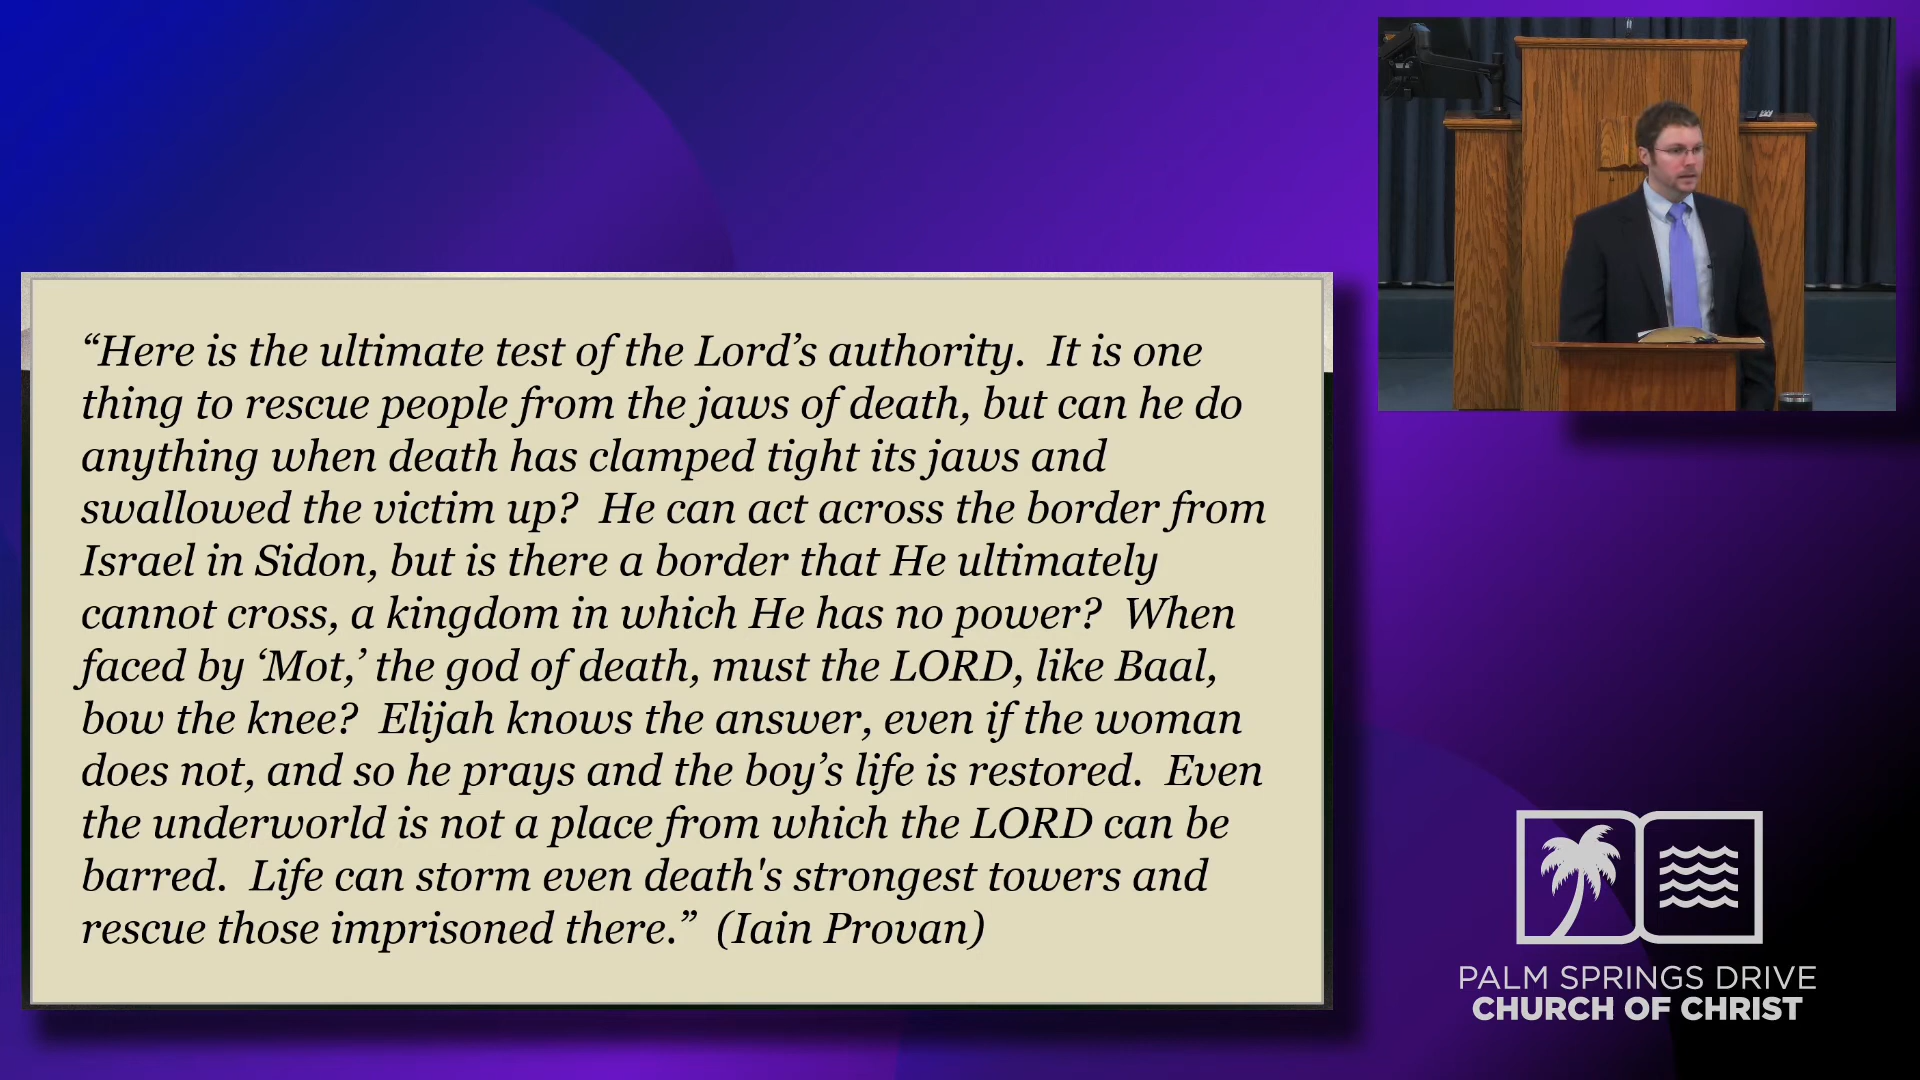 “Here is the ultimate test of the Lord’s authority.  It is one
thing to rescue people from the jaws of death, but can he do
anything when death has clamped tight its jaws and
swallowed the victim up?  He can act across the border from
Israel in Sidon, but is there a border that He ultimately
cannot cross, a kingdom in which He has no power?  When
faced by ‘Mot,’ the god of death, must the LORD, like Baal,
bow the knee?  Elijah knows the answer, even if the woman
does not, and so he prays and the boy’s life is restored.  Even
the underworld is not a place from which the LORD can be
barred.  Life can storm even death's strongest towers and
rescue those imprisoned there.”  (Iain Provan)
PALM SPRINGS DRIVE
CHURCH OF CHRIST